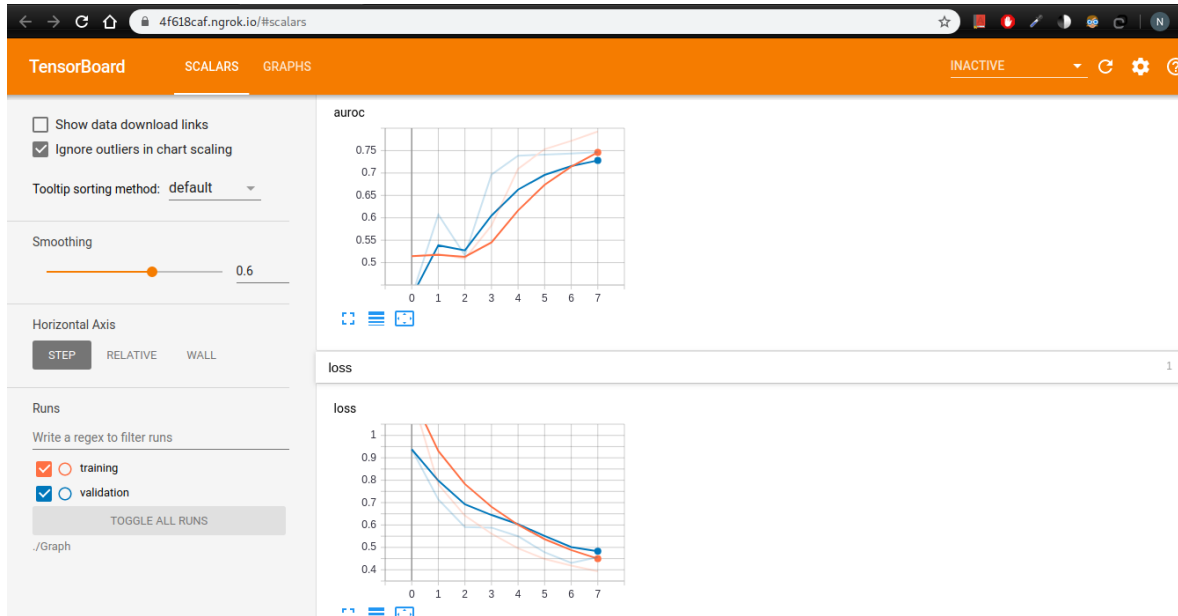 4f618caf.ngrok.io/#scalars
N
TensorBoard SCALARS GRAPHS INACTIVE
Show data download links
Ignore outliers in chart scaling
Tooltip sorting method: default
Smoothing
0.6
Horizontal Axis
STEP RELATIVE WALL
Runs
Write a regex to filter runs
training
validation
TOGGLE ALL RUNS
./Graph
auroc
0.75
0.7
0.65
0.6
0.55
0.5
0 1 2 3 4 5 6 7
loss 1
loss
1
0.9
0.8
0.7
0.6
0.5
0.4
0 1 2 3 4 5 6 7